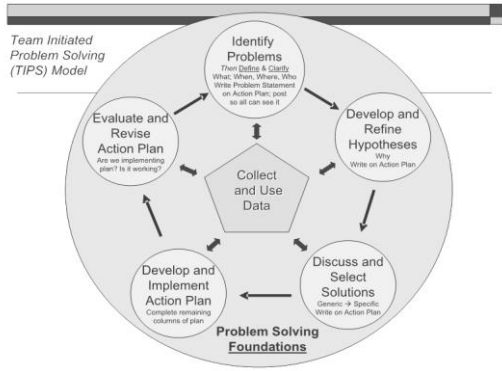 Team Initiated
Problem Solving
(TIPS) Model
Identify
Problems
Then Define & Clarify
What; When, Where, Who
Write Problem Statement
on Action Plan; post
so all can see it
Develop and
Refine
Hypotheses
Why
Write on Action Plan
Discuss and
Select
Solutions
Generic → Specific
Write on Action Plan
Develop and
Implement
Action Plan
Complete remaining
columns of plan
Evaluate and
Revise
Action Plan
Are we implementing
plan? Is it working?
Collect
and Use
Data
Problem Solving
Foundations